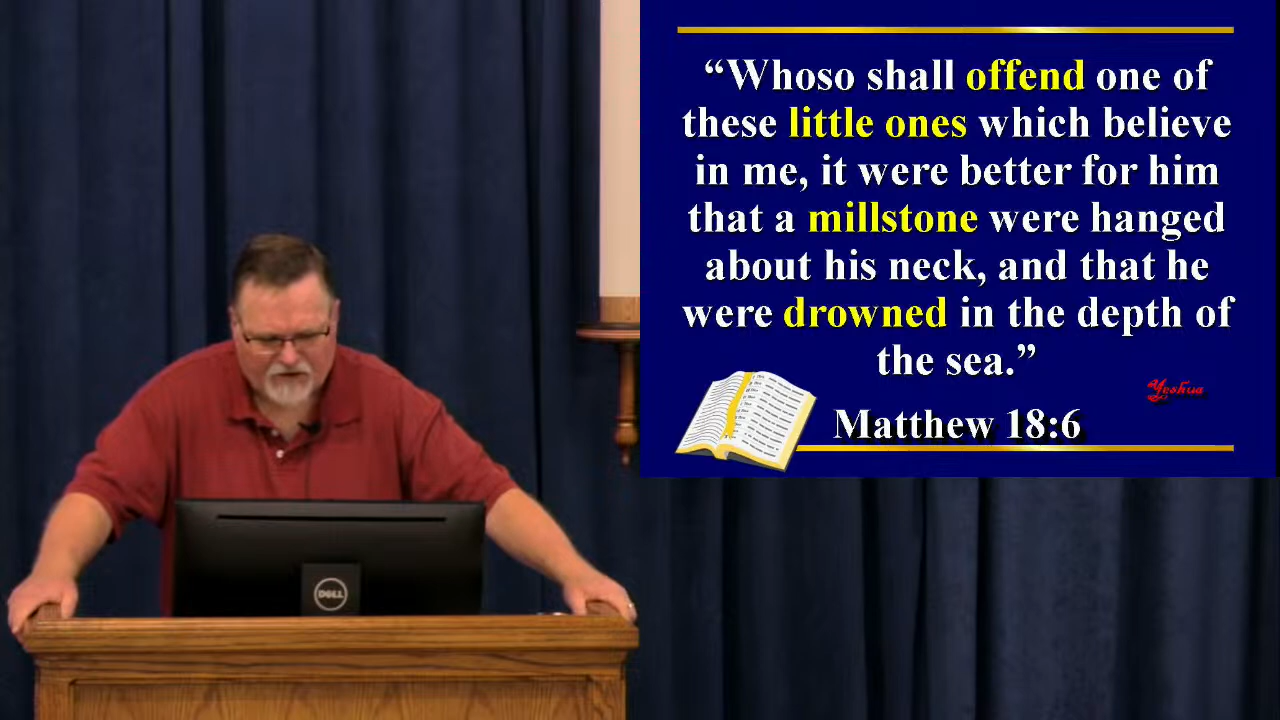 “Whoso shall offend one of
these little ones which believe
in me, it were better for him
that a millstone were hanged
about his neck, and that he
were drowned in the depth of
the sea.”
Yeshua
Matthew 18:6
DELL